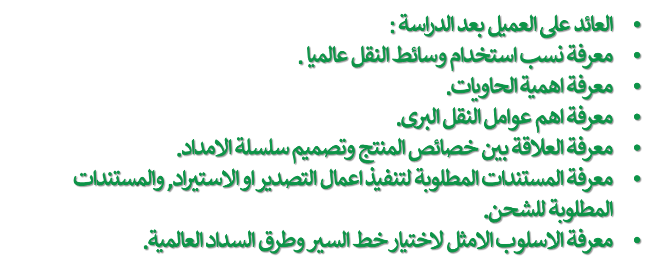 • العائد على العميل بعد الدراسة :
• معرفة نسب استخدام وسائط النقل عالميا .
• معرفة اهمية الحاويات.
• معرفة اهم عوامل النقل البرى.
• معرفة العلاقة بين خصائص المنتج وتصميم سلسلة الامداد.
• معرفة المستندات المطلوبة لتنفيذ اعمال التصدير او الاستيراد, والمستندات
المطلوبة للشحن.
• معرفة الاسلوب الامثل لاختيار خط السير وطرق السداد العالمية.